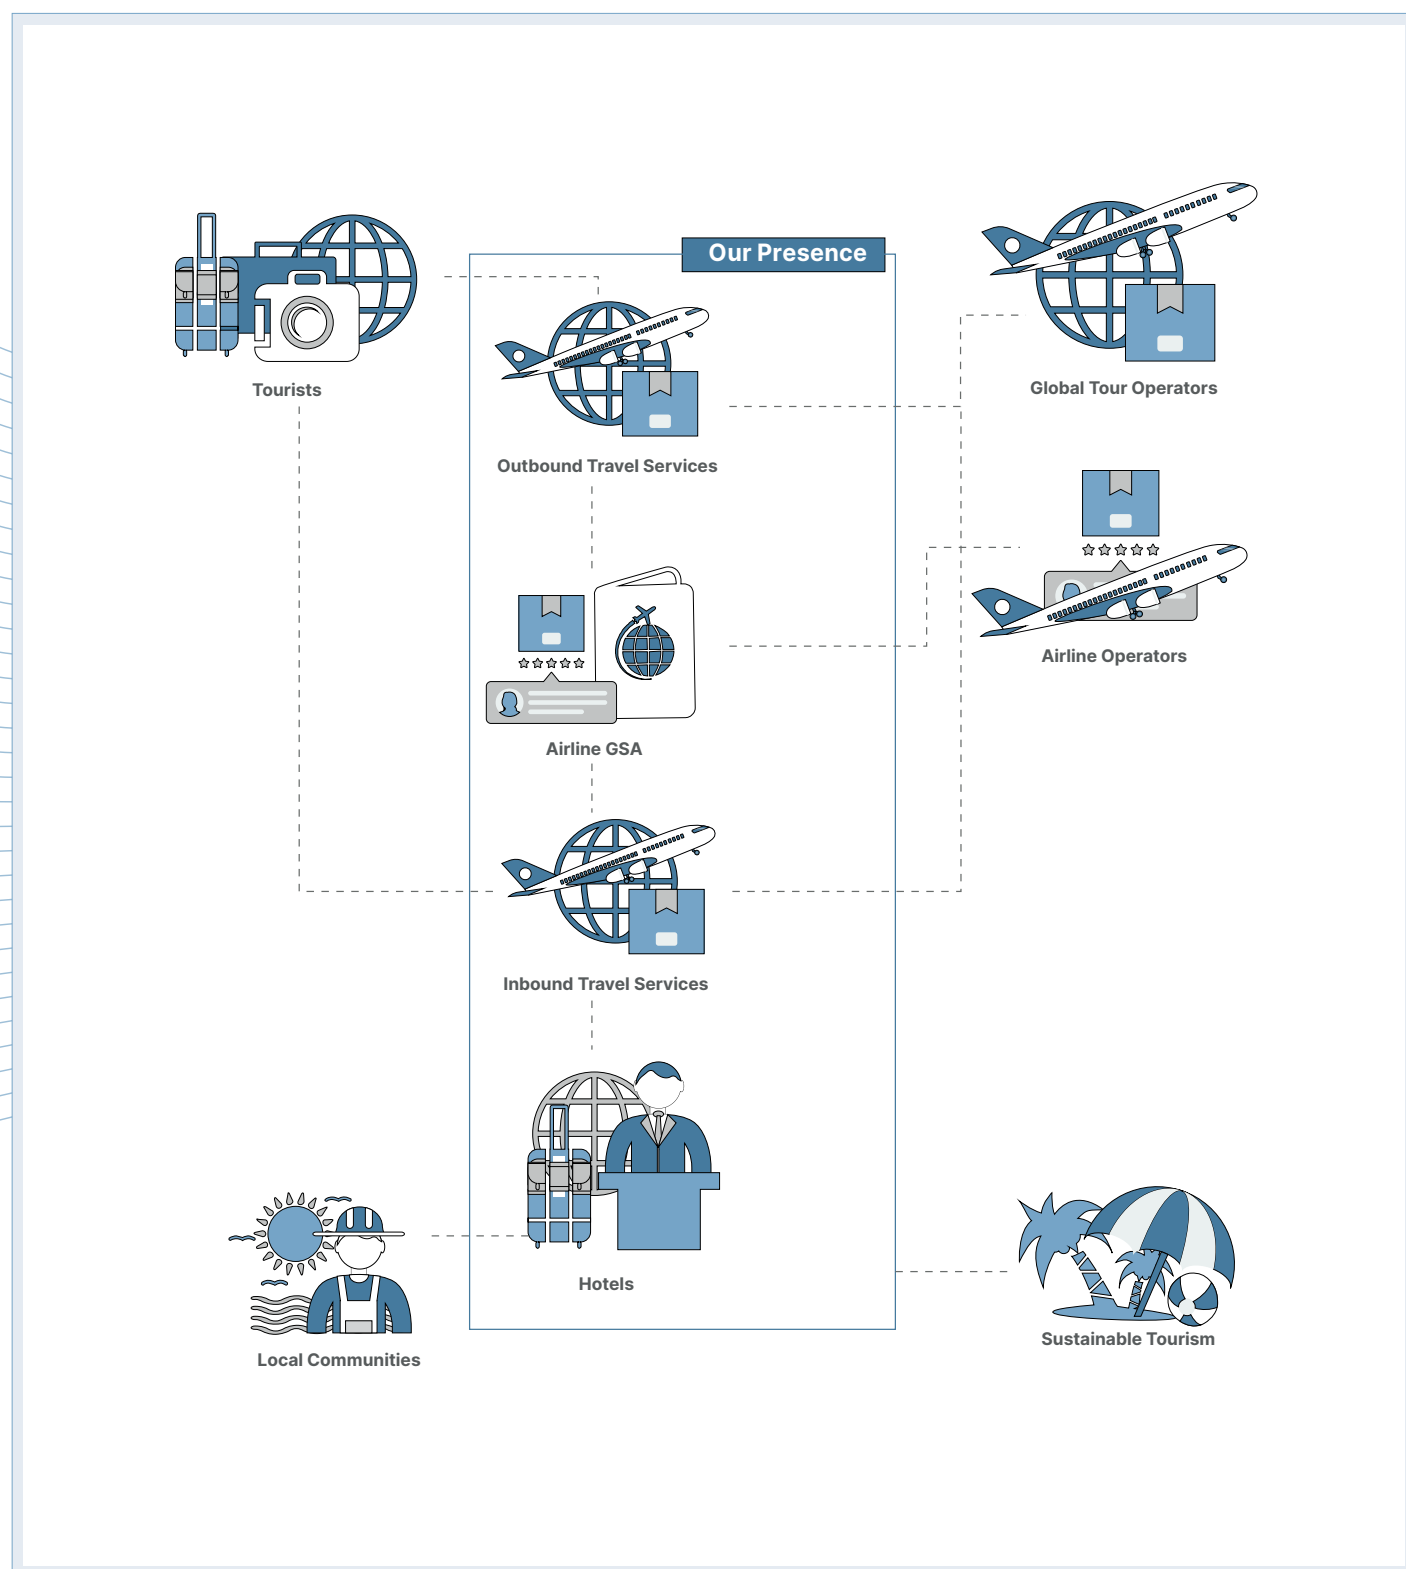 Our Presence
Tourists
Global Tour Operators
Outbound Travel Services
Airline Operators
Airline GSA
Inbound Travel Services
Hotels
Sustainable Tourism
Local Communities